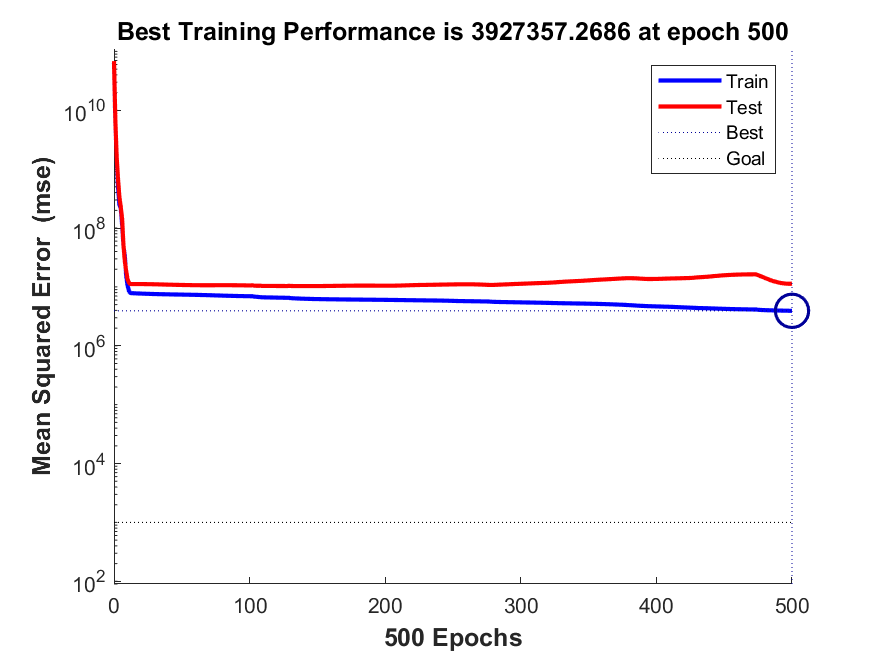 Best Training Performance is 3927357.2686 at epoch 500
Train
Test
Best
Goal
Mean Squared Error (mse)
10^10
10^8
10^6
10^4
10^2
0 100 200 300 400 500
500 Epochs